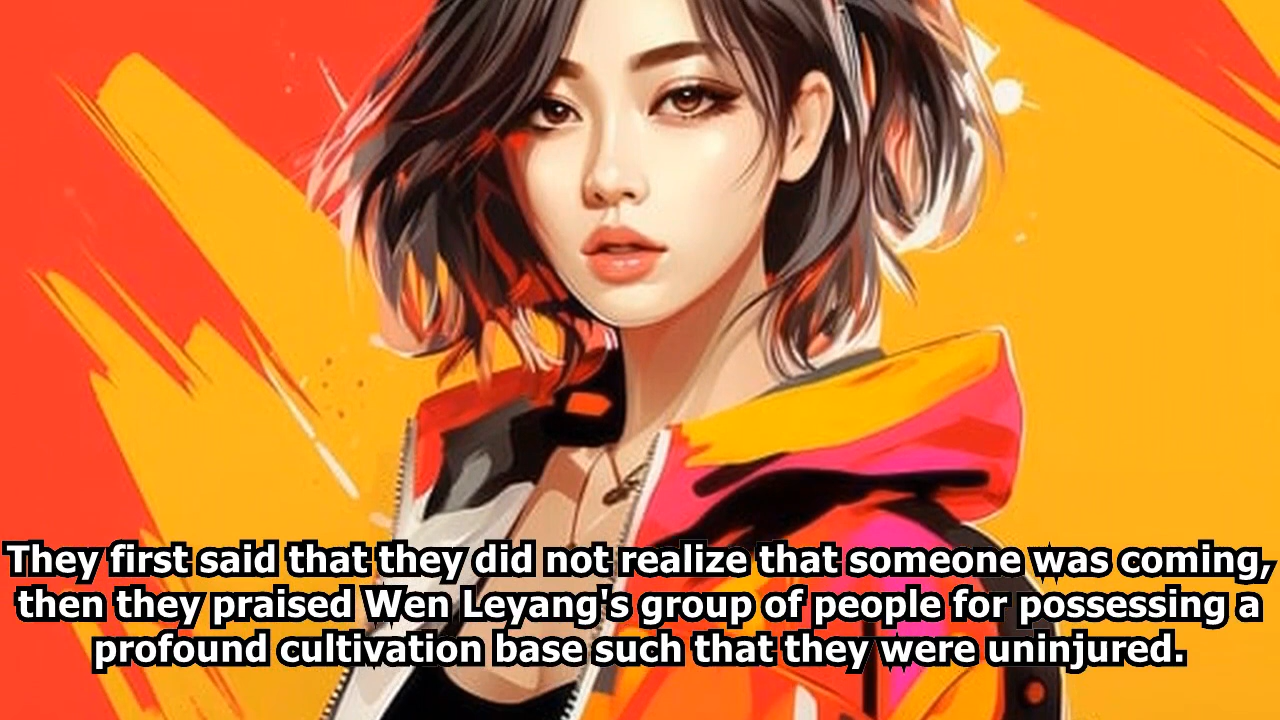 They first said that they did not realize that someone was coming,
then they praised Wen Leyang's group of people for possessing a
profound cultivation base such that they were uninjured.